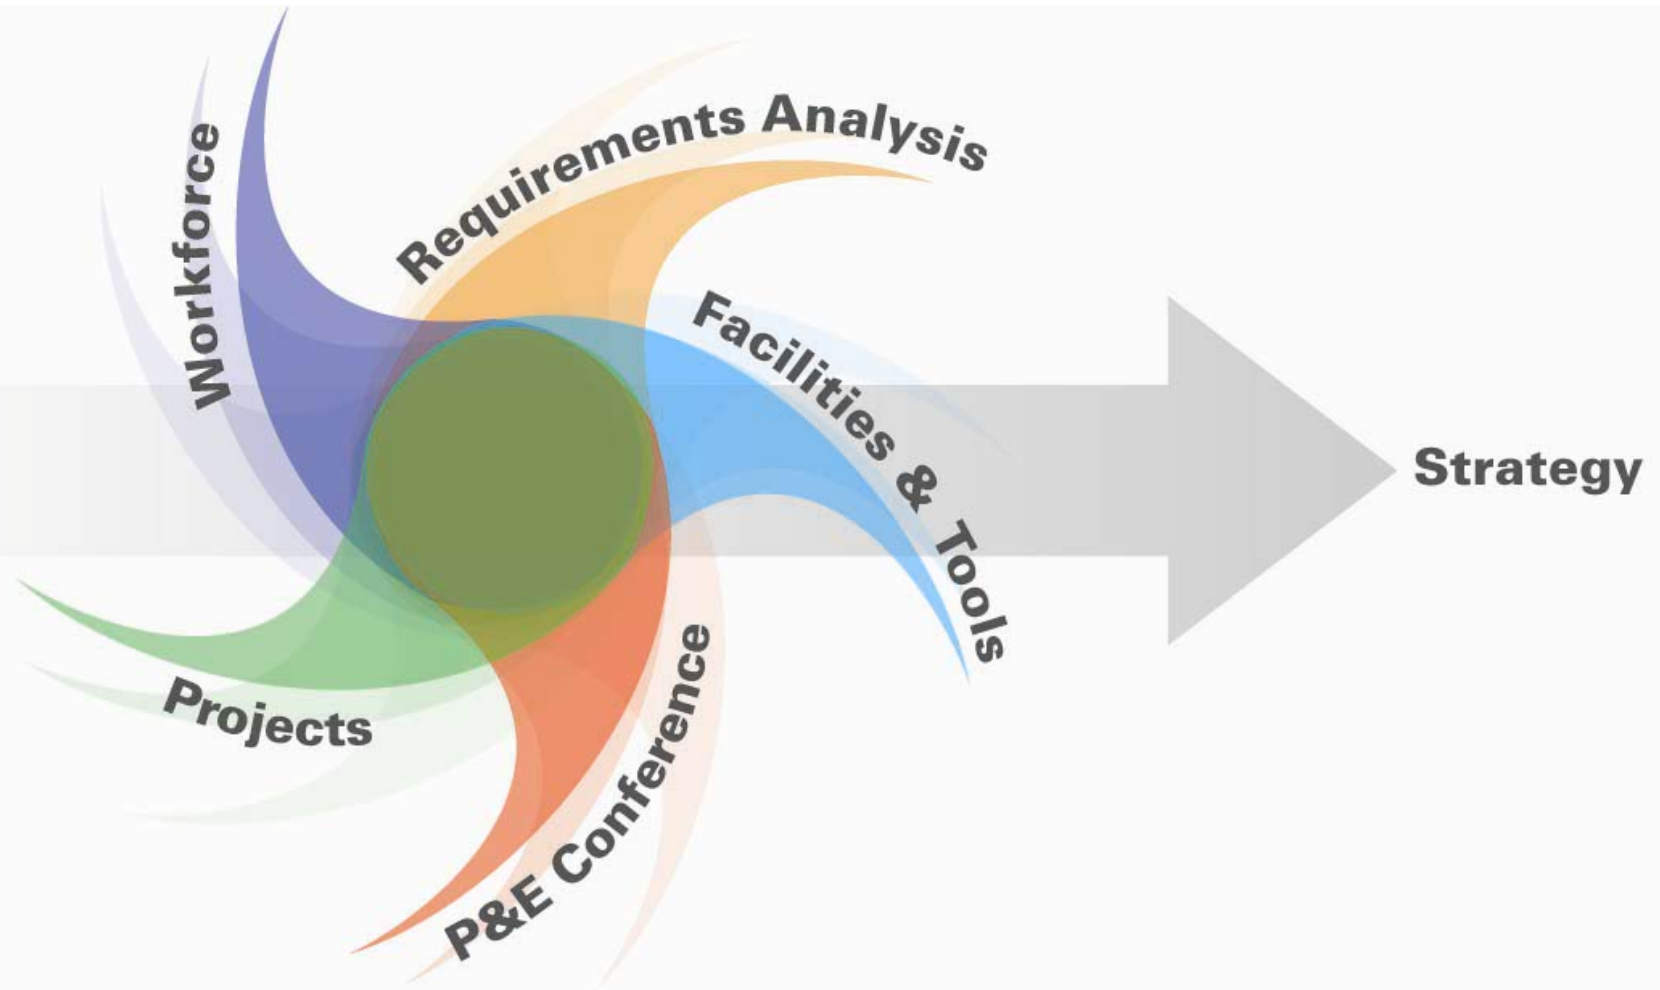 Workforce
Requirements Analysis
Facilities & Tools
Strategy
Projects
P&E Conference